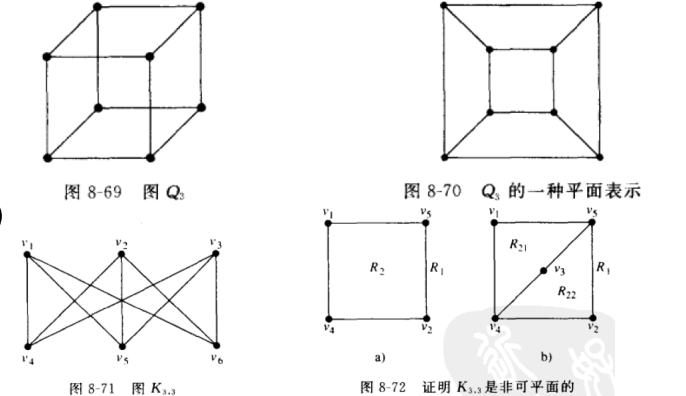 图 8-69 图 Q₃
图 8-70 Q₃ 的一种平面表示
v₁ v₂ v₃
v₄ v₅ v₆
图 8-71 图 K₃,₃
v₁ v₅
R₂ R₁
v₄ v₂
a)
v₁ v₅
R₂₁
v₃ R₁
R₂₂
v₄ v₂
b)
图 8-72 证明 K₃,₃是非可平面的